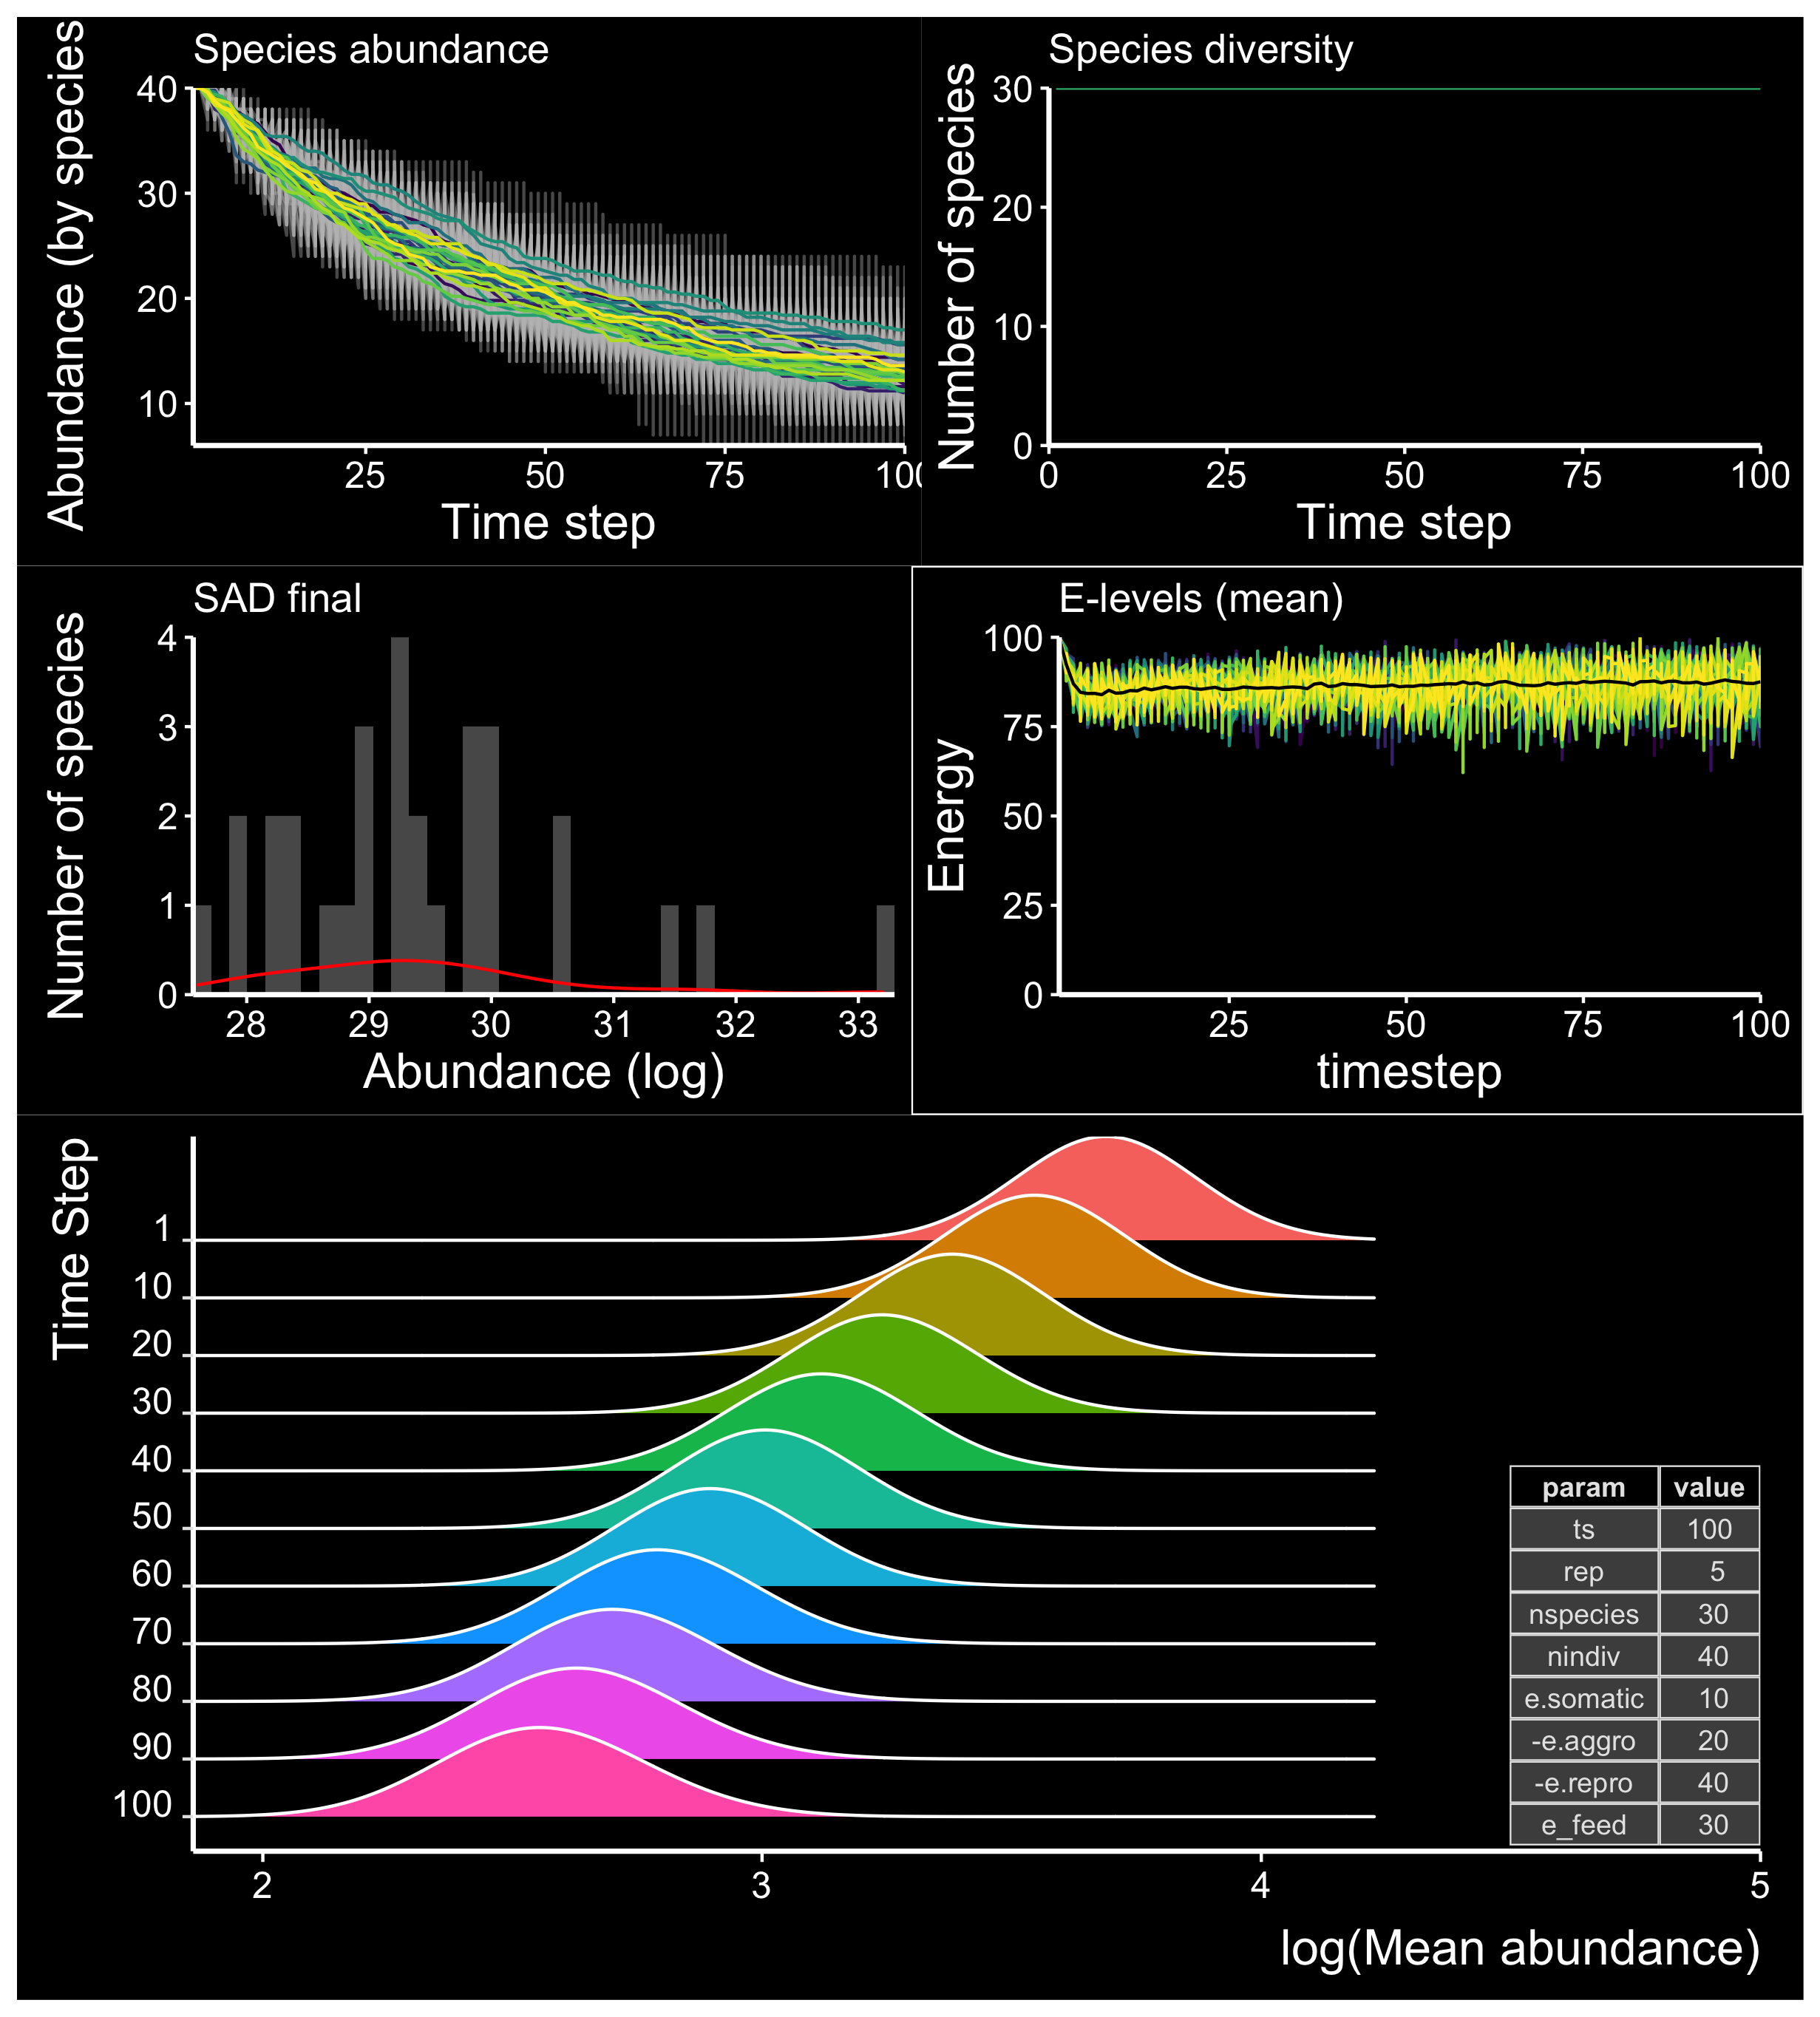 Species abundance
Abundance (by species
40
30
20
10
25
50
75
100
Time step
Species diversity
Number of species
30
20
10
0
0
25
50
75
100
Time step
SAD final
Number of species
4
3
2
1
0
28
29
30
31
32
33
Abundance (log)
E-levels (mean)
Energy
100
75
50
25
0
25
50
75
100
timestep
Time Step
1
10
20
30
40
50
60
70
80
90
100
2
3
4
5
log(Mean abundance)
param value
ts 100
rep 5
nspecies 30
nindiv 40
e.somatic 10
-e.aggro 20
-e.repro 40
e_feed 30